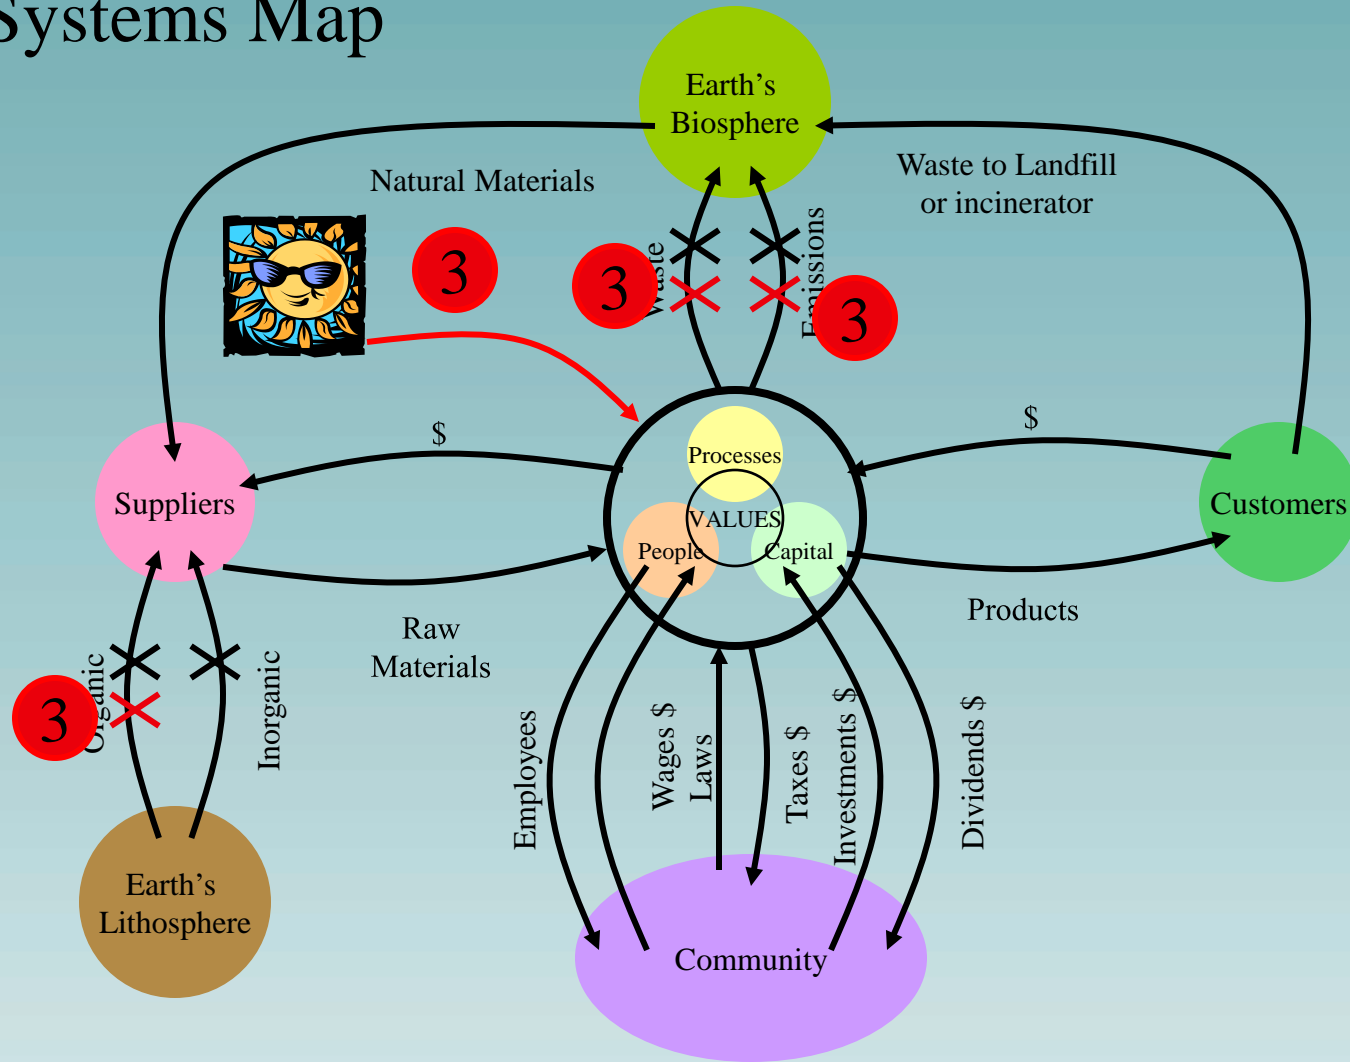 Systems Map
Earth's
Biosphere
Natural Materials
Waste to Landfill
or incinerator
3
3
Waste
Emissions
3
$
$
Processes
Suppliers
VALUES
Customers
People
Capital
Raw
Materials
Products
3
Organic
Inorganic
Employees
Wages $
Laws
Taxes $
Investments $
Dividends $
Earth's
Lithosphere
Community